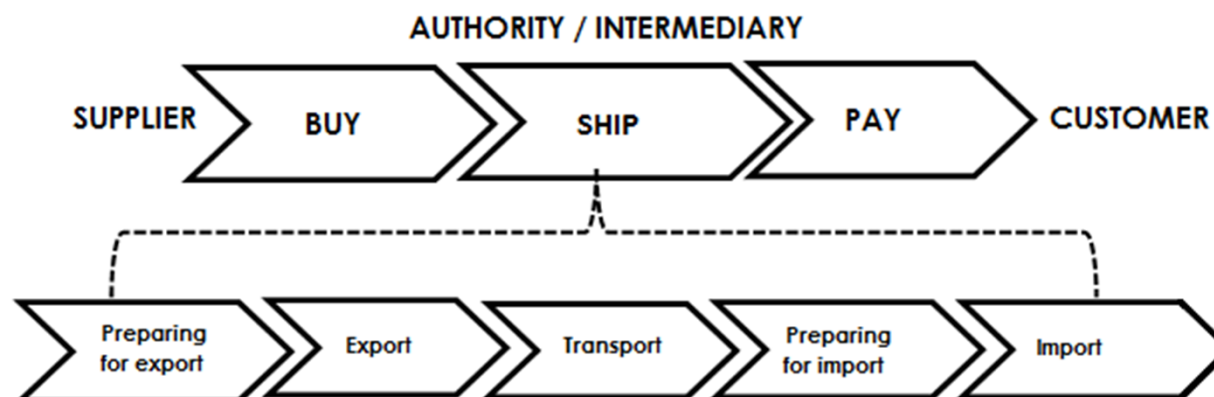 AUTHORITY / INTERMEDIARY
SUPPLIER
BUY
SHIP
PAY
CUSTOMER
Preparing
for export
Export
Transport
Preparing
for import
Import